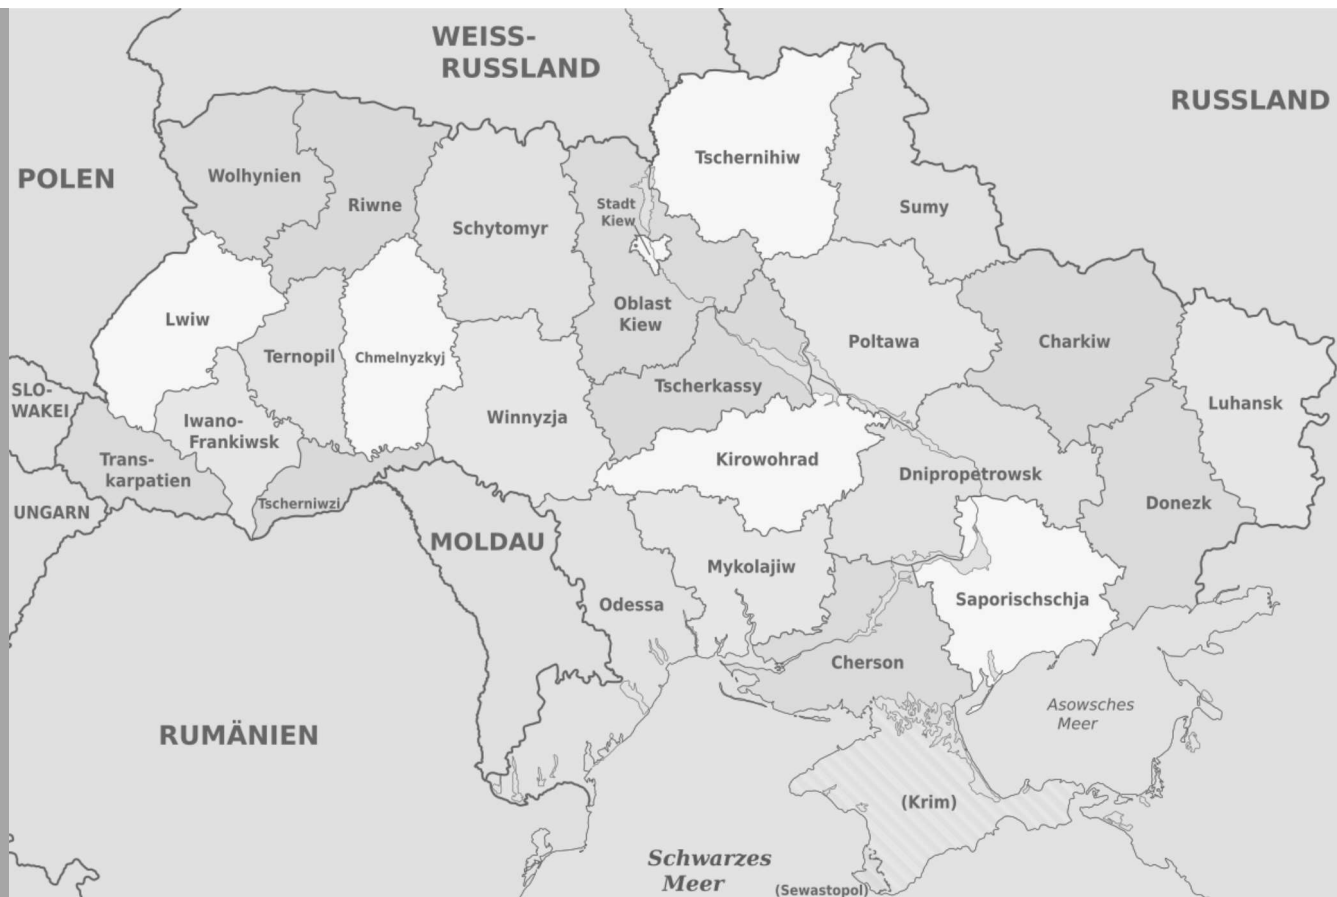 WEISS-
RUSSLAND
RUSSLAND
POLEN
Tschernihiw
Wolhynien
Riwne
Stadt
Kiew
Sumy
Schytomyr
Lwiw
Oblast
Kiew
Ternopil
Chmelnyzkyj
Poltawa
Charkiw
SLO-
WAKEI
Tscherkassy
Luhansk
Iwano-
Frankiwsk
Winnyzja
Trans-
karpatien
Kirowohrad
Dnipropetrowsk
Tscherniwzi
Donezk
UNGARN
MOLDAU
Mykolajiw
Odessa
Saporischschja
Cherson
Asowsches
Meer
RUMÄNIEN
(Krim)
Schwarzes
Meer
(Sewastopol)